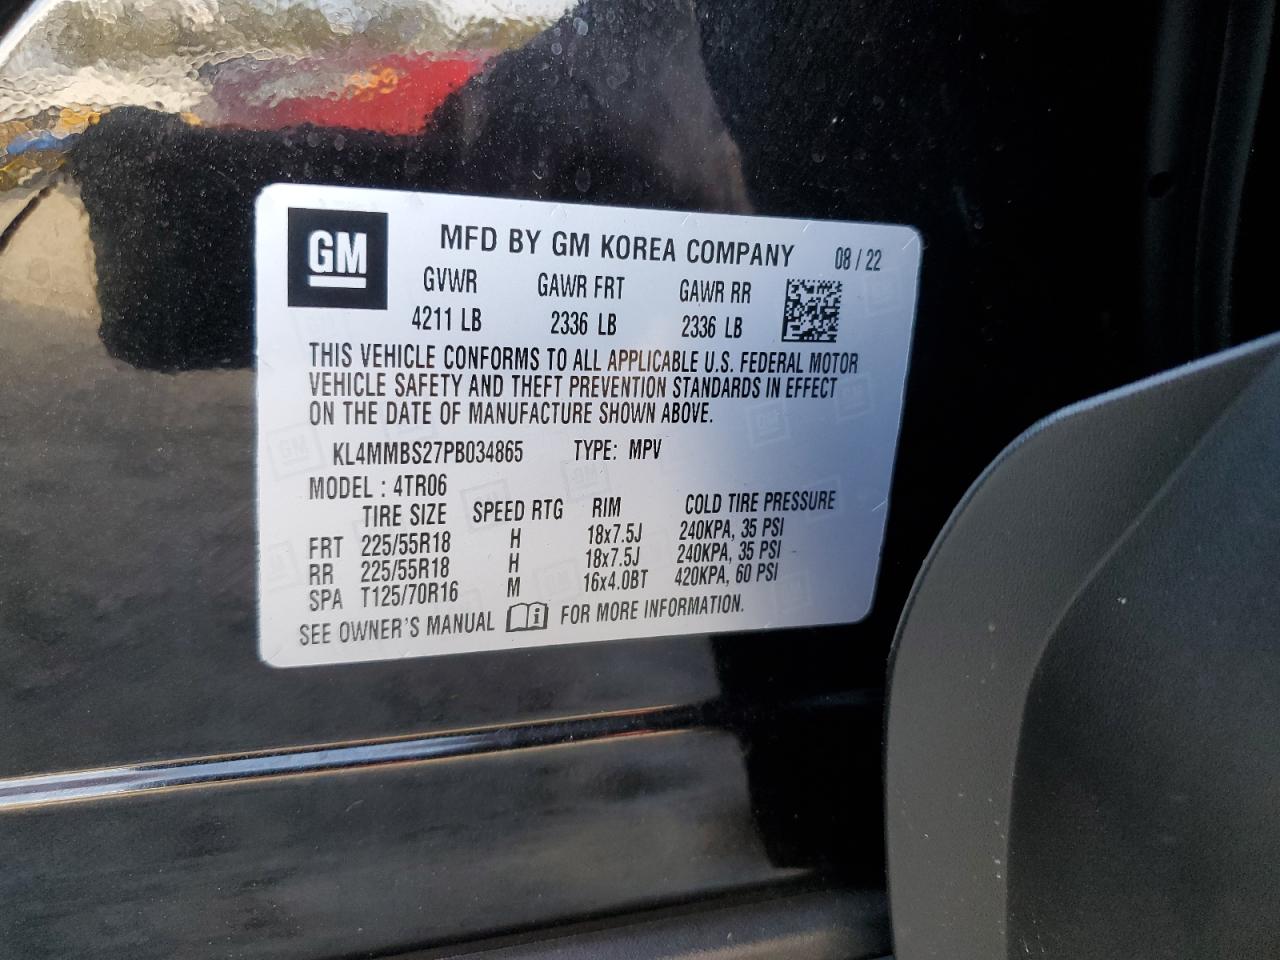 GM
MFD BY GM KOREA COMPANY 08 / 22
GVWR GAWR FRT GAWR RR
4211 LB 2336 LB 2336 LB
THIS VEHICLE CONFORMS TO ALL APPLICABLE U.S. FEDERAL MOTOR
VEHICLE SAFETY AND THEFT PREVENTION STANDARDS IN EFFECT
ON THE DATE OF MANUFACTURE SHOWN ABOVE.
KL4MMBS27PB034865 TYPE: MPV
MODEL : 4TR06
TIRE SIZE SPEED RTG RIM COLD TIRE PRESSURE
FRT 225/55R18 H 18x7.5J 240KPA, 35 PSI
RR 225/55R18 H 18x7.5J 240KPA, 35 PSI
SPA T125/70R16 M 16x4.0BT 420KPA, 60 PSI
SEE OWNER'S MANUAL i FOR MORE INFORMATION.